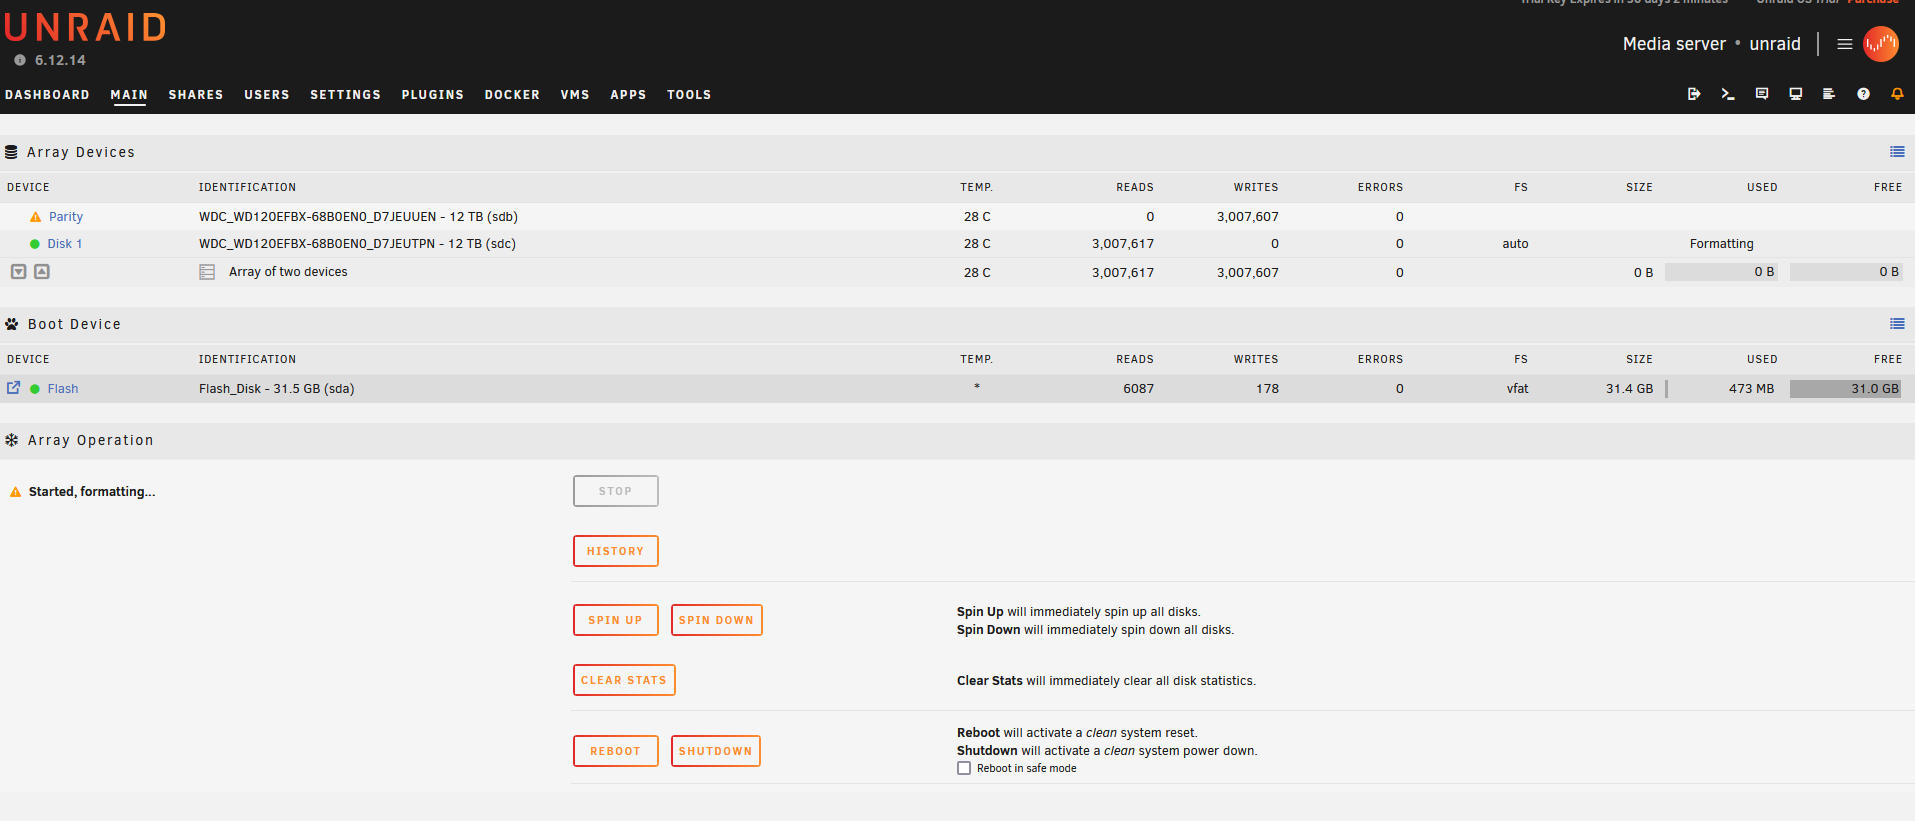 Trial Key Expires in 30 days 2 minutes Unraid OS Trial Purchase
UNRAID
6.12.14
Media server • unraid
DASHBOARD MAIN SHARES USERS SETTINGS PLUGINS DOCKER VMS APPS TOOLS
Array Devices
DEVICE IDENTIFICATION TEMP. READS WRITES ERRORS FS SIZE USED FREE
Parity WDC_WD120EFBX-68B0EN0_D7JEUUEN - 12 TB (sdb) 28 C 0 3,007,607 0
Disk 1 WDC_WD120EFBX-68B0EN0_D7JEUTPN - 12 TB (sdc) 28 C 3,007,617 0 0 auto Formatting
Array of two devices 28 C 3,007,617 3,007,607 0 0 B 0 B 0 B
Boot Device
DEVICE IDENTIFICATION TEMP. READS WRITES ERRORS FS SIZE USED FREE
Flash Flash_Disk - 31.5 GB (sda) * 6087 178 0 vfat 31.4 GB 473 MB 31.0 GB
Array Operation
Started, formatting...
STOP
HISTORY
SPIN UP SPIN DOWN
Spin Up will immediately spin up all disks.
Spin Down will immediately spin down all disks.
CLEAR STATS
Clear Stats will immediately clear all disk statistics.
REBOOT SHUTDOWN
Reboot will activate a clean system reset.
Shutdown will activate a clean system power down.
Reboot in safe mode